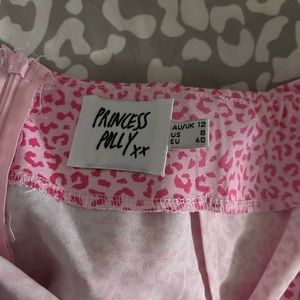 PRINCESS
POLLY xx
AU/UK 12
US 8
EU 40